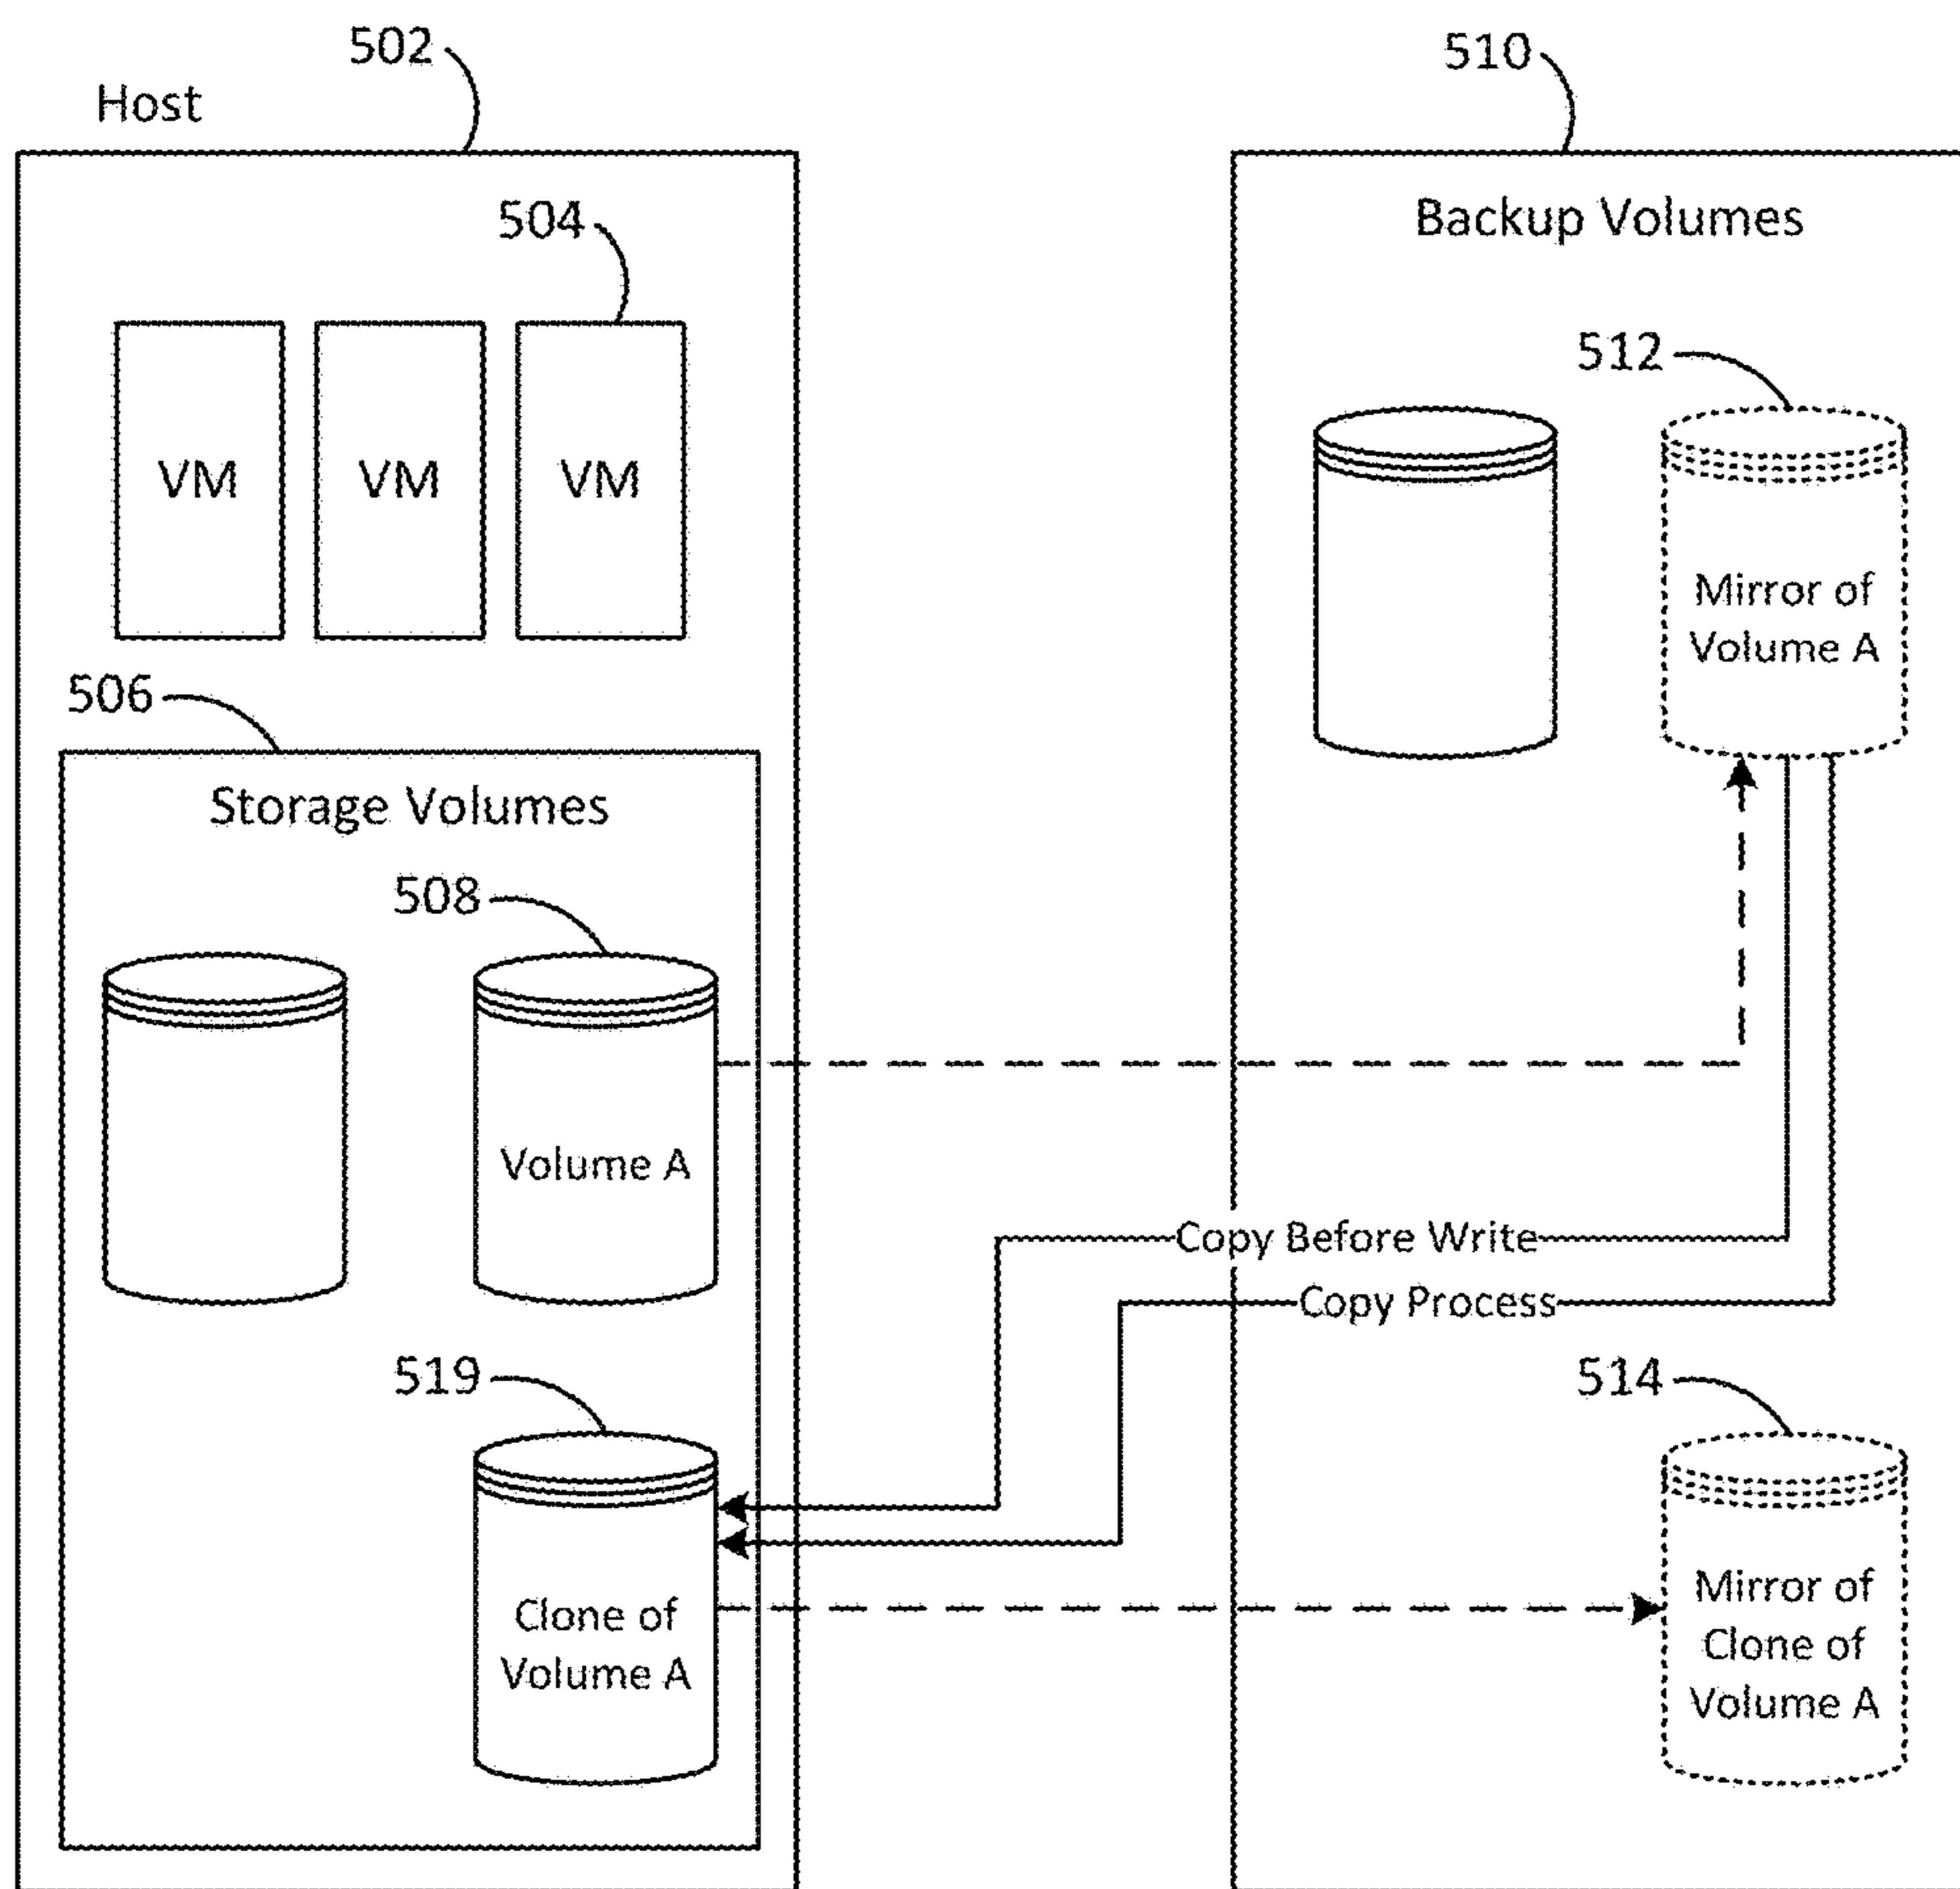 502
Host
504
VM
VM
VM
506
Storage Volumes
508
Volume A
519
Clone of
Volume A
510
Backup Volumes
512
Mirror of
Volume A
Copy Before Write
Copy Process
514
Mirror of
Clone of
Volume A